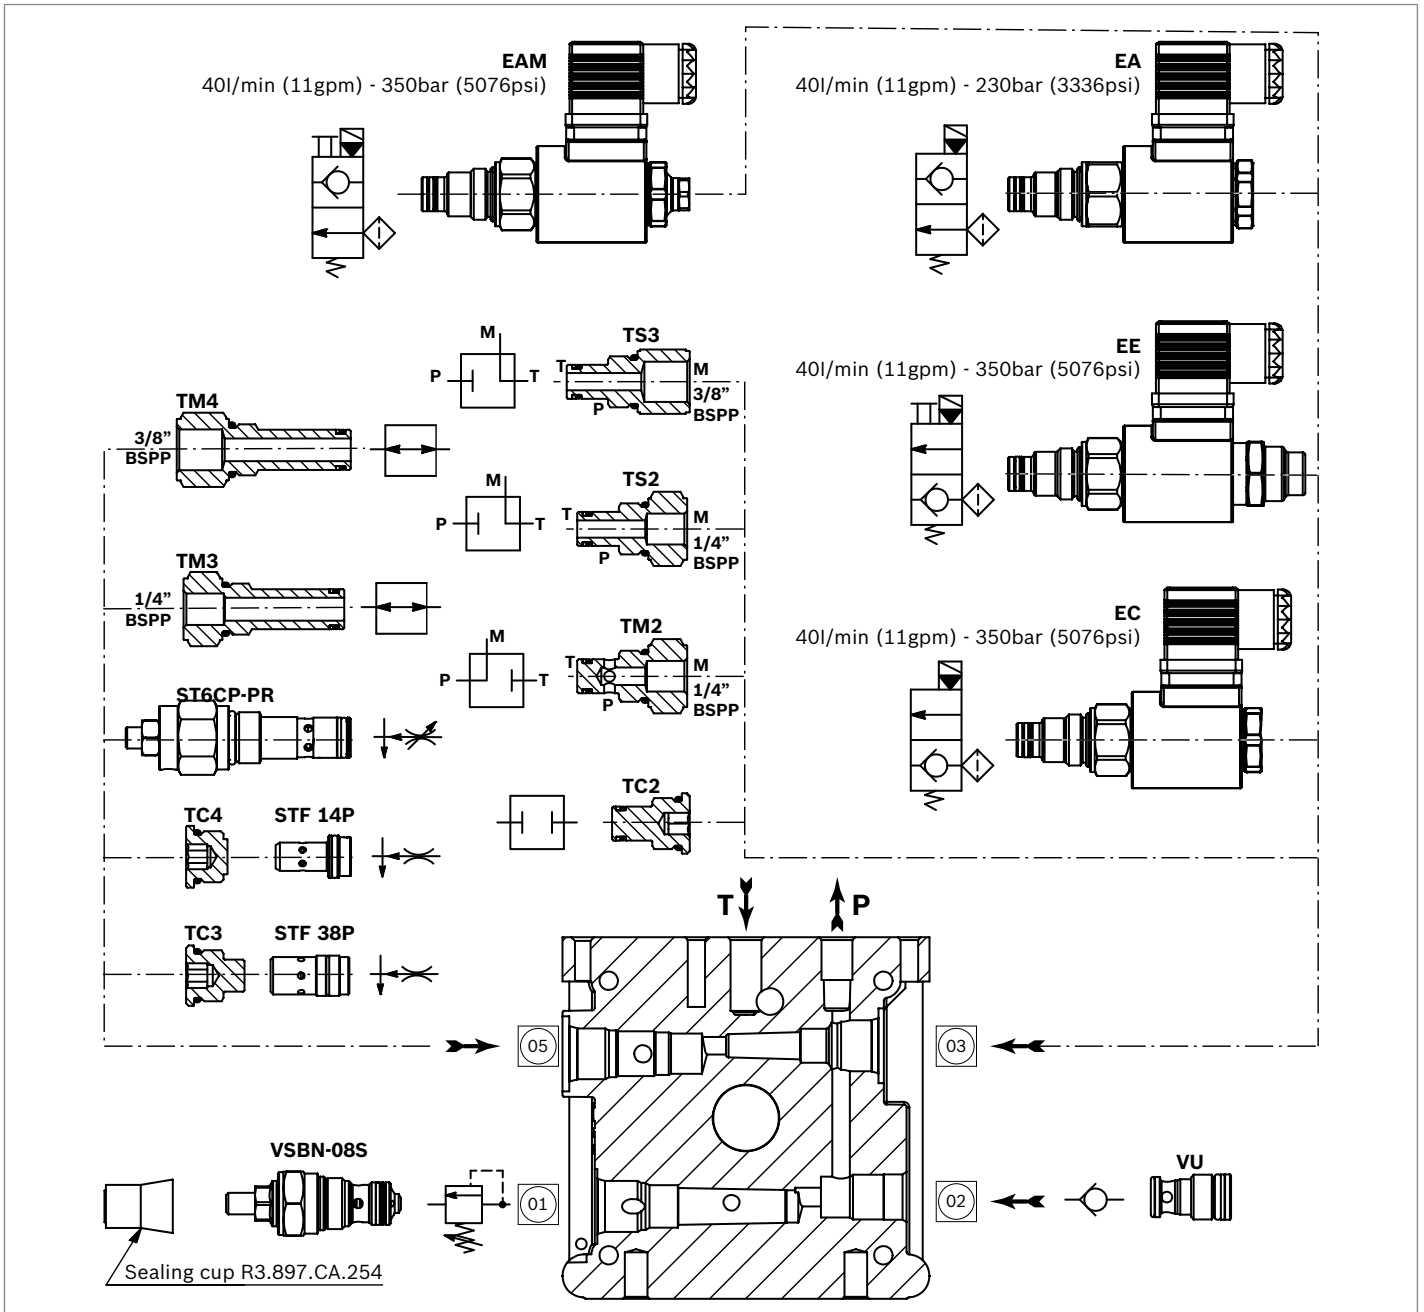 EAM
40l/min (11gpm) - 350bar (5076psi)
EA
40l/min (11gpm) - 230bar (3336psi)
EE
40l/min (11gpm) - 350bar (5076psi)
EC
40l/min (11gpm) - 350bar (5076psi)
M
P
T
TS3
T
M
3/8”
BSPP
P
TM4
3/8”
BSPP
M
P
T
TS2
T
M
1/4”
BSPP
P
TM3
1/4”
BSPP
M
P
T
TM2
T
M
1/4”
BSPP
P
ST6CP-PR
TC2
TC4
STF 14P
TC3
STF 38P
T
P
05
03
VSBN-08S
01
02
VU
Sealing cup R3.897.CA.254